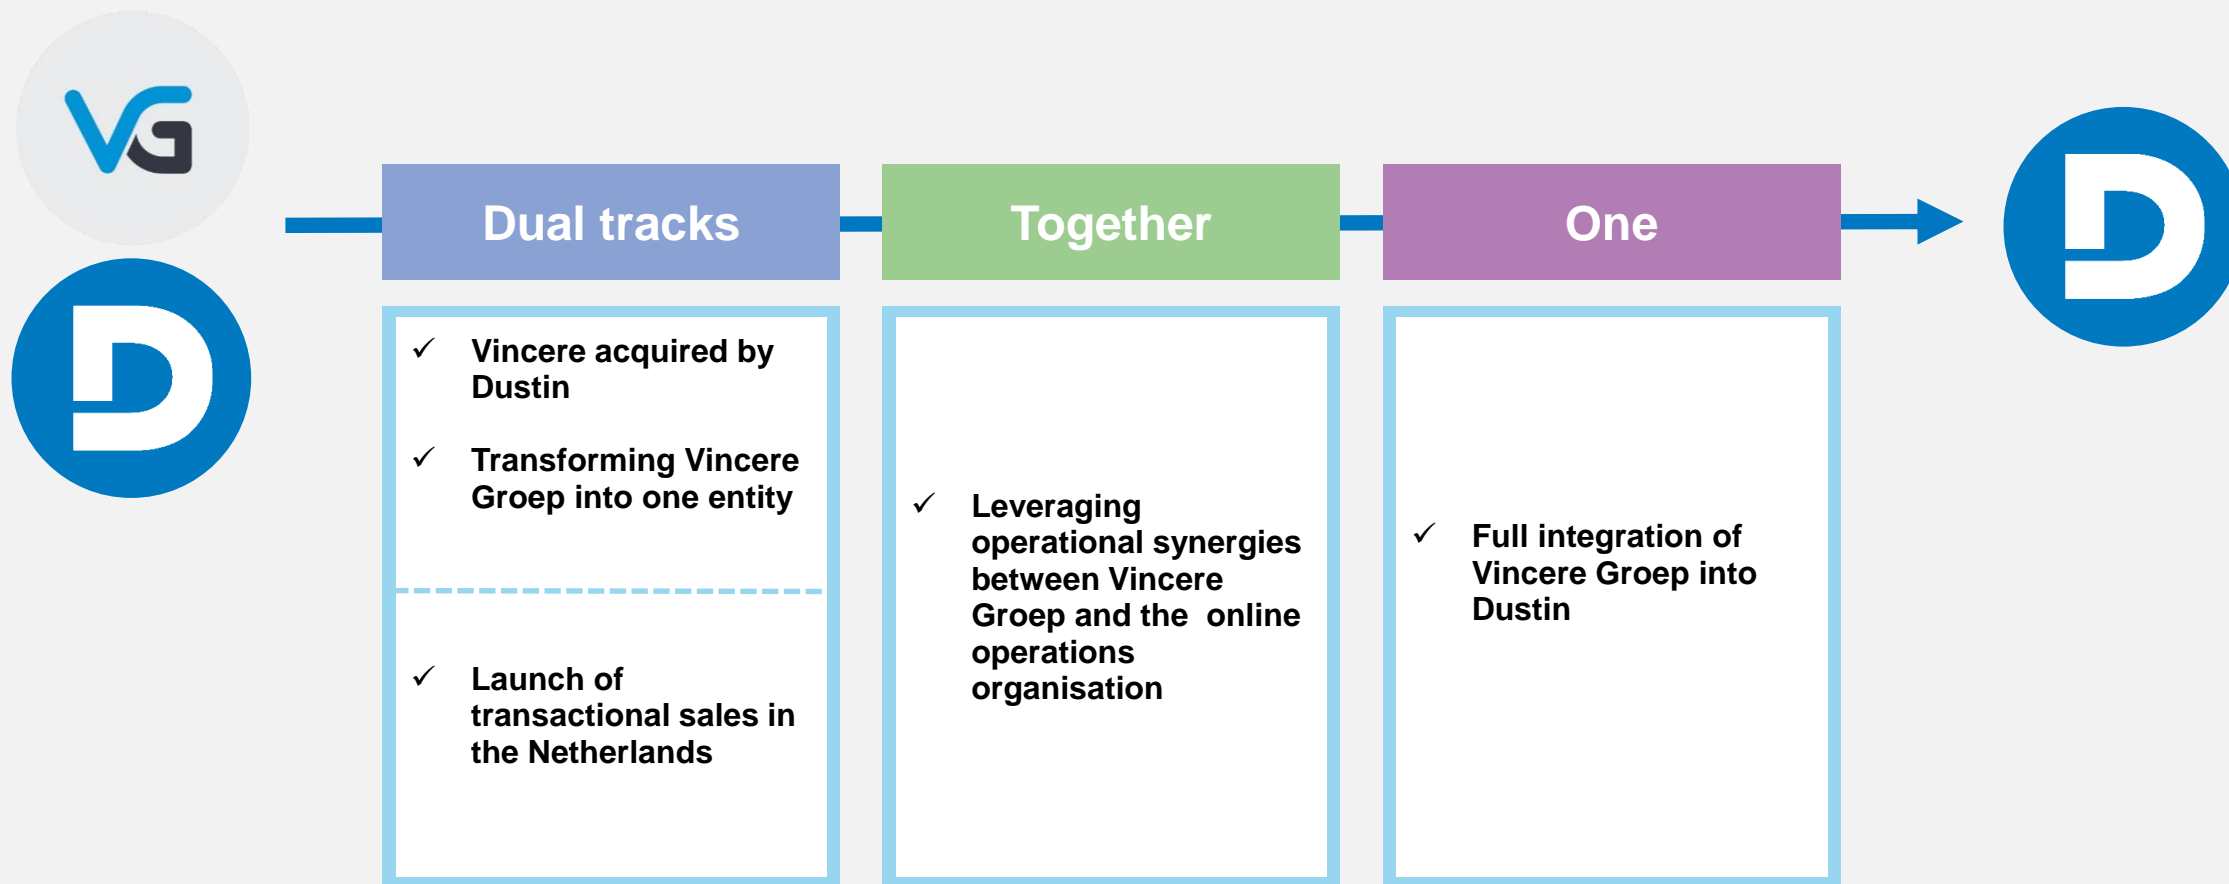 VG
D
Dual tracks
Together
One
D
✓ Vincere acquired by
Dustin
✓ Transforming Vincere
Groep into one entity
✓ Launch of
transactional sales in
the Netherlands
✓ Leveraging
operational synergies
between Vincere
Groep and the  online
operations
organisation
✓ Full integration of
Vincere Groep into
Dustin